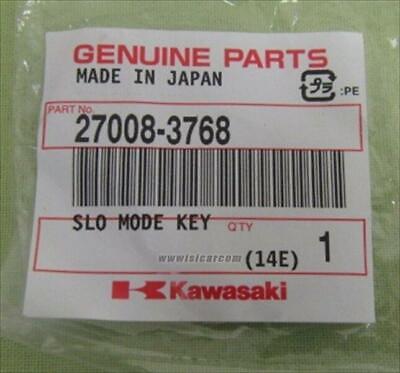 GENUINE PARTS
MADE IN JAPAN
プラ :PE
PART No.
27008-3768
SLO MODE KEY
Q'TY
(14E) 1
www.isicar.com
Kawasaki